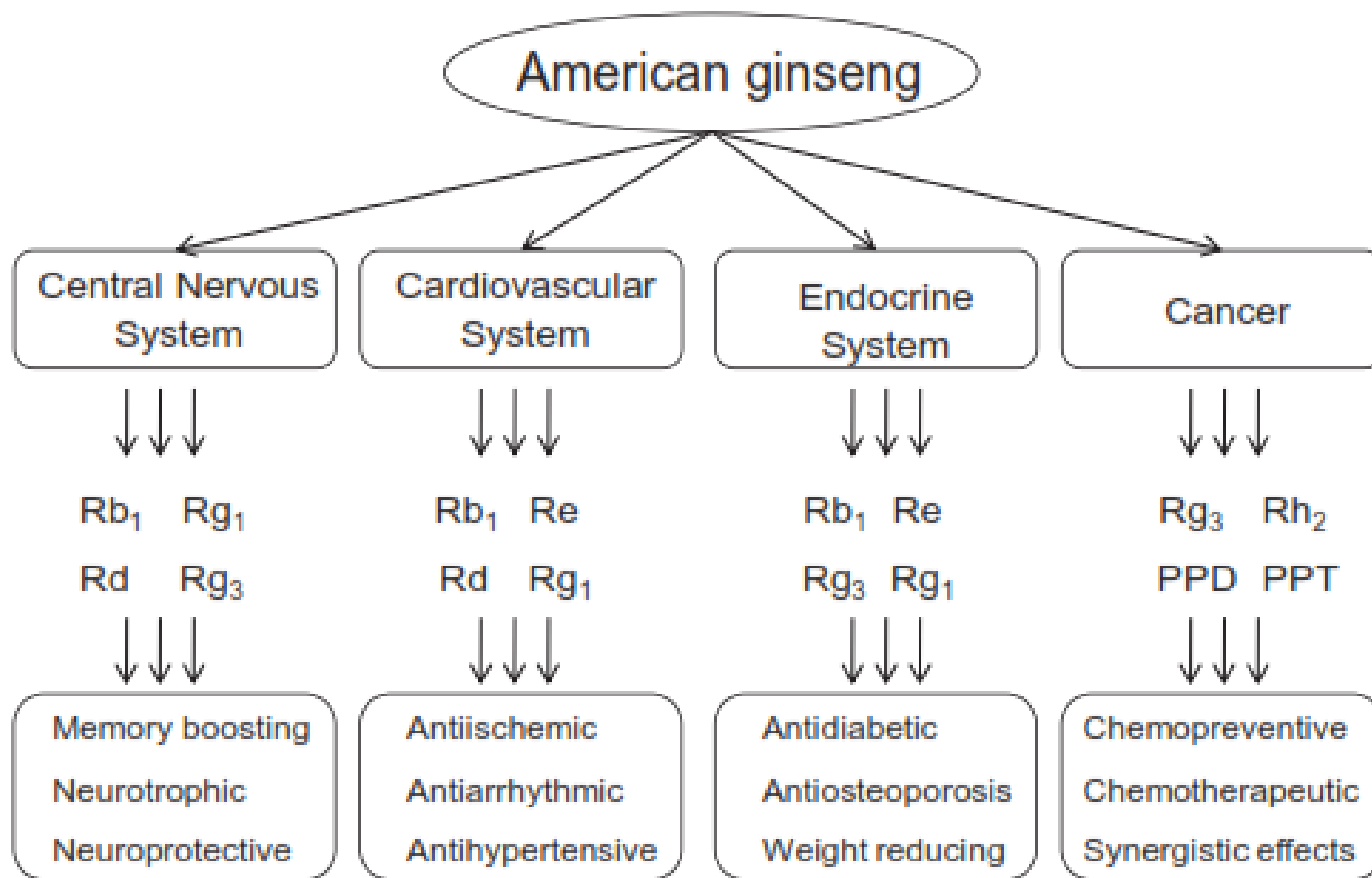 American ginseng
Central Nervous
System
Cardiovascular
System
Endocrine
System
Cancer
Rb₁ Rg₁
Rd Rg₃
Rb₁ Re
Rd Rg₁
Rb₁ Re
Rg₃ Rg₁
Rg₃ Rh₂
PPD PPT
Memory boosting
Neurotrophic
Neuroprotective
Antiischemic
Antiarrhythmic
Antihypertensive
Antidiabetic
Antiosteoporosis
Weight reducing
Chemopreventive
Chemotherapeutic
Synergistic effects